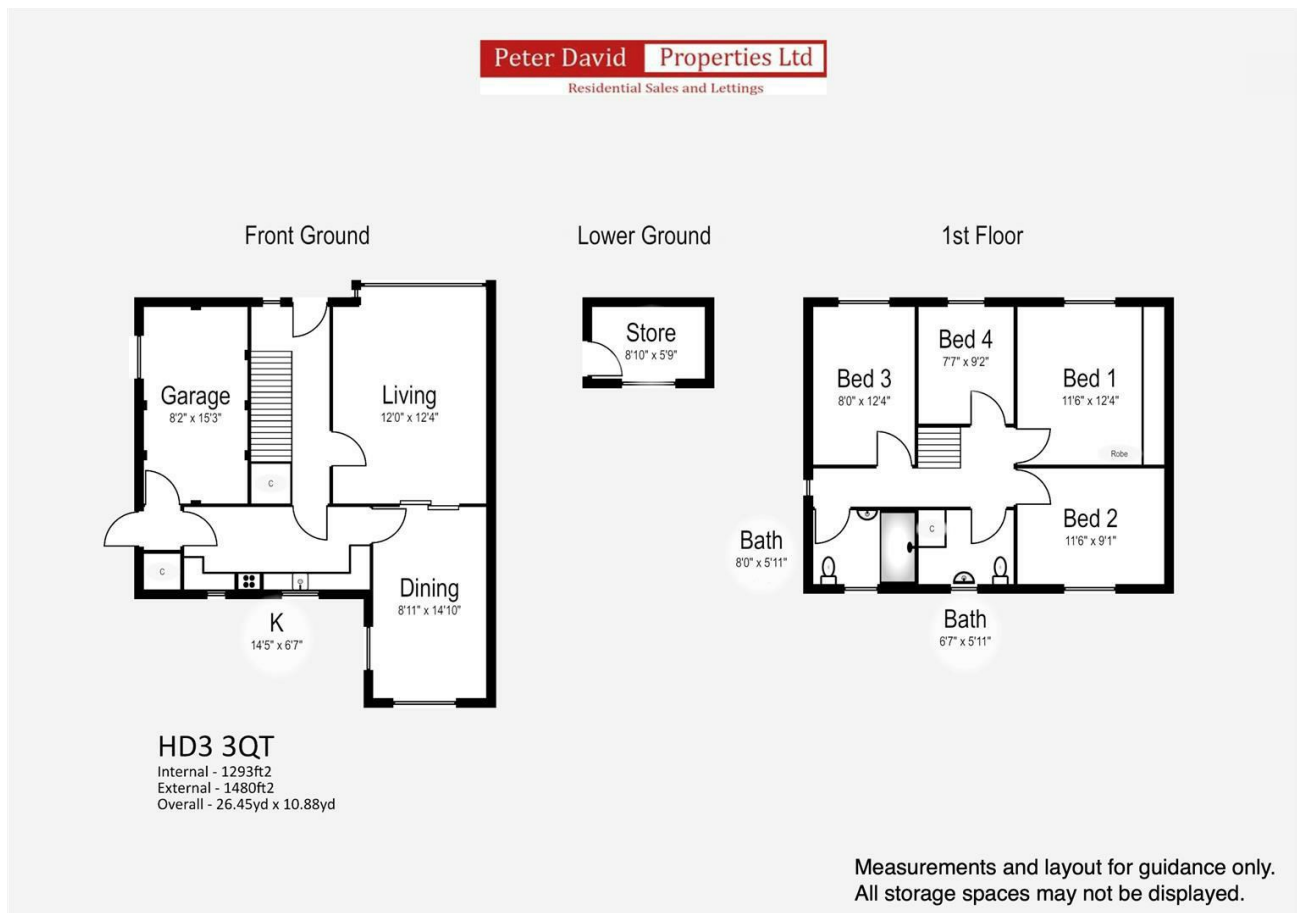 Peter David Properties Ltd
Residential Sales and Lettings
Front Ground
Lower Ground
1st Floor
Garage
8'2" x 15'3"
C
Living
12'0" x 12'4"
C
K
14'5" x 6'7"
Dining
8'11" x 14'10"
Store
8'10" x 5'9"
Bed 3
8'0" x 12'4"
Bed 4
7'7" x 9'2"
Bed 1
11'6" x 12'4"
Robe
Bed 2
11'6" x 9'1"
C
Bath
8'0" x 5'11"
Bath
6'7" x 5'11"
HD3 3QT
Internal - 1293ft2
External - 1480ft2
Overall - 26.45yd x 10.88yd
Measurements and layout for guidance only.
All storage spaces may not be displayed.